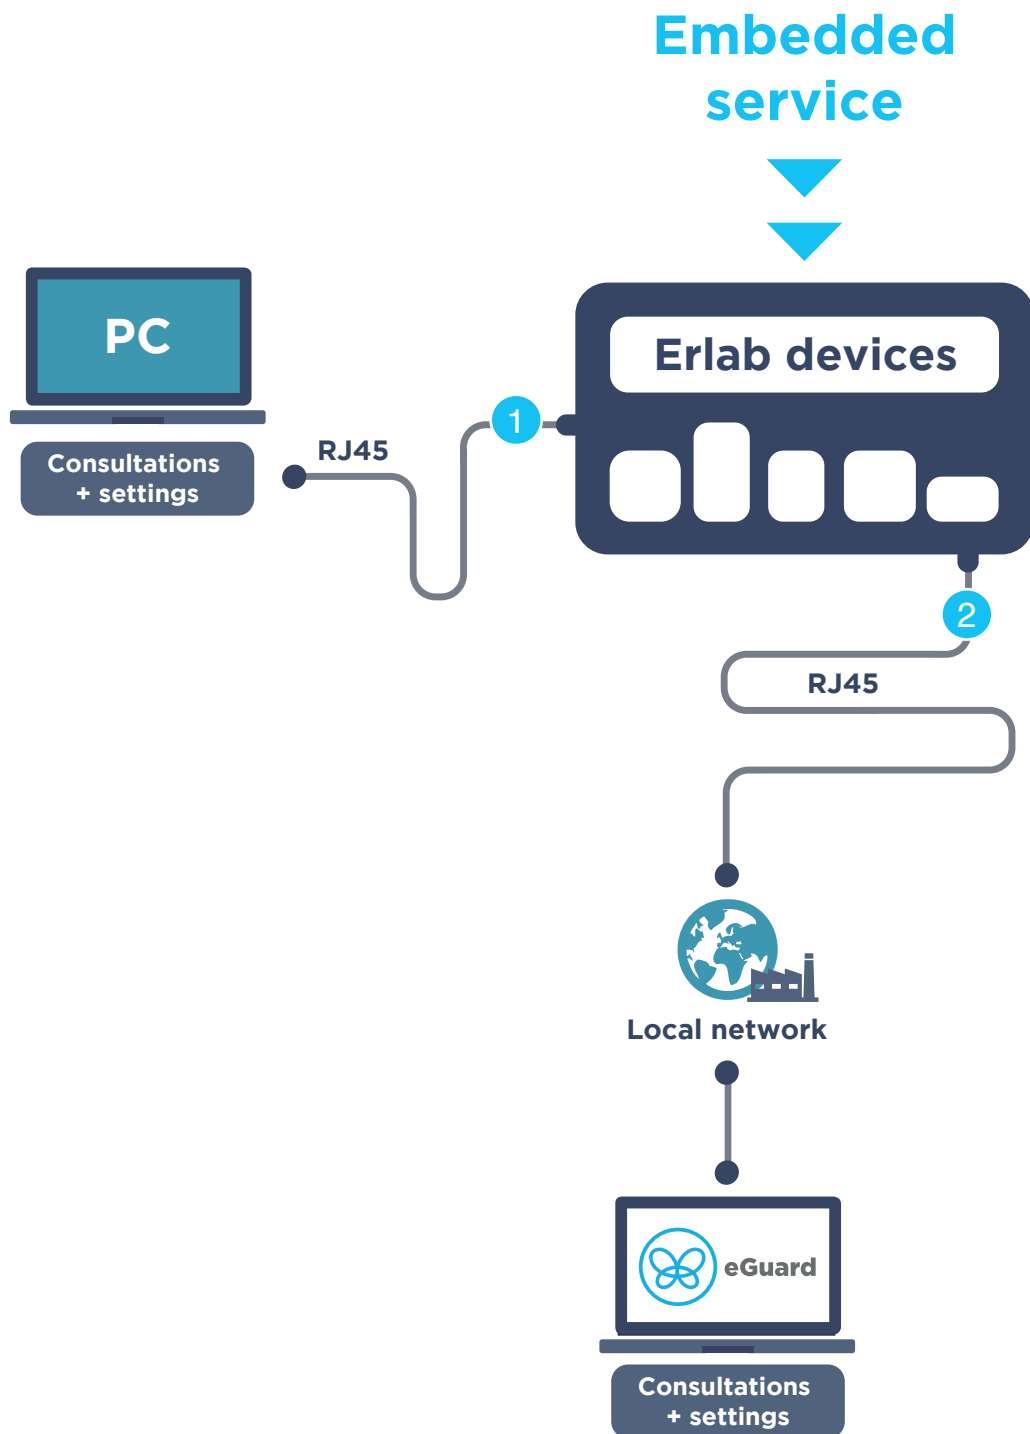 Embedded
service
PC
Erlab devices
1
RJ45
Consultations
+ settings
2
RJ45
Local network
eGuard
Consultations
+ settings